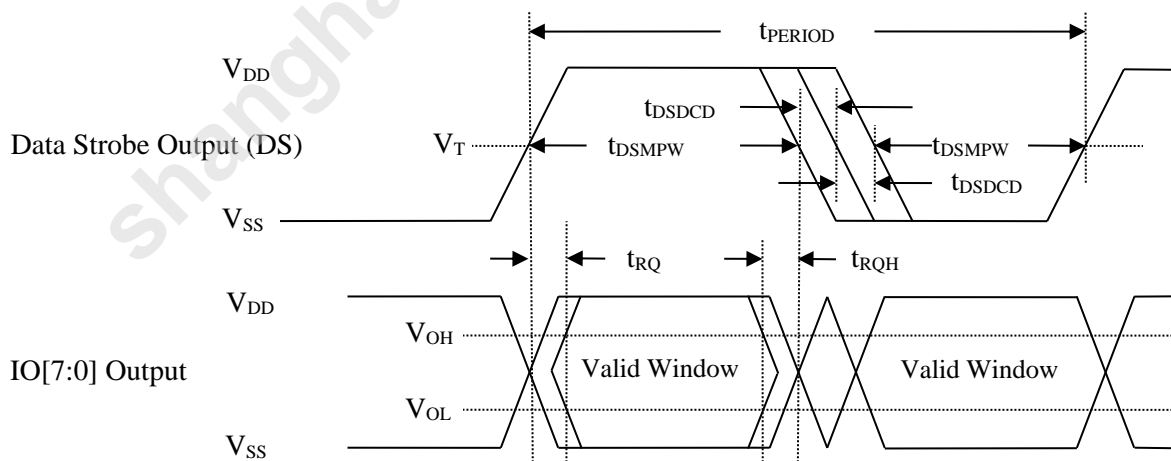 tPERIOD
VDD
tDSDCD
Data Strobe Output (DS)
VT
tDSMPW
tDSMPW
tDSDCD
VSS
tRQ
tRQH
VDD
VOH
IO[7:0] Output
Valid Window
Valid Window
VOL
VSS